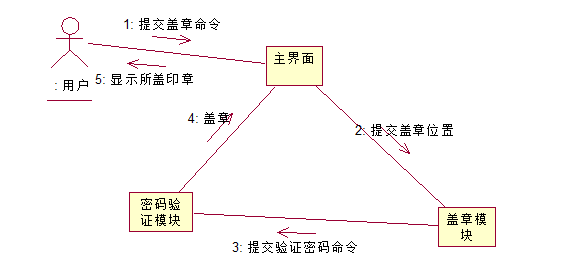 1: 提交盖章命令
主界面
5: 显示所盖印章
: 用户
4: 盖章
2: 提交盖章位置
密码验
证模块
盖章模
块
3: 提交验证密码命令